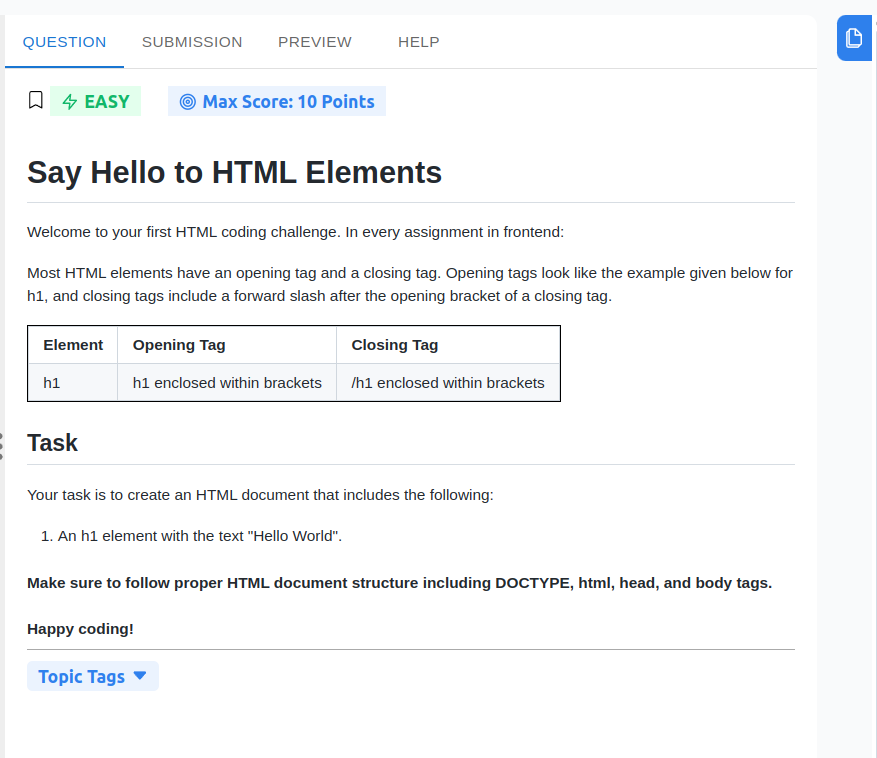 QUESTION SUBMISSION PREVIEW HELP
EASY Max Score: 10 Points
Say Hello to HTML Elements
Welcome to your first HTML coding challenge. In every assignment in frontend:
Most HTML elements have an opening tag and a closing tag. Opening tags look like the example given below for
h1, and closing tags include a forward slash after the opening bracket of a closing tag.
Element Opening Tag Closing Tag
h1 h1 enclosed within brackets /h1 enclosed within brackets
Task
Your task is to create an HTML document that includes the following:
1. An h1 element with the text "Hello World".
Make sure to follow proper HTML document structure including DOCTYPE, html, head, and body tags.
Happy coding!
Topic Tags